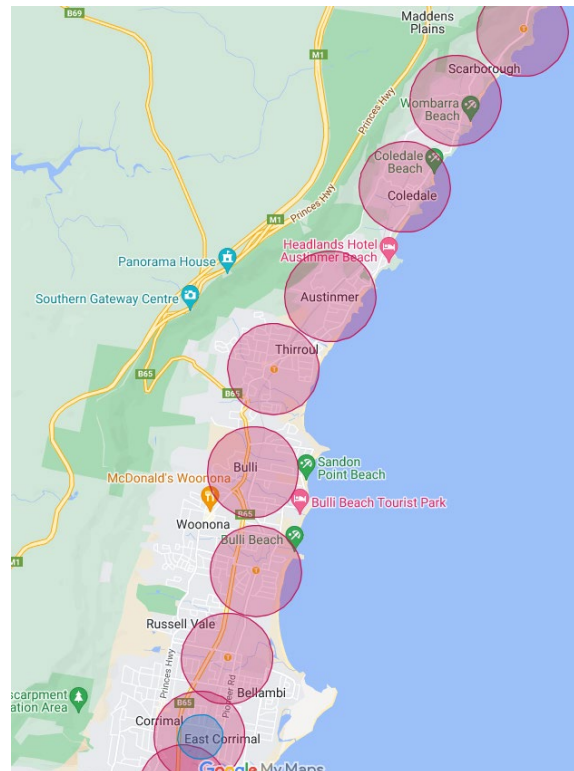 B69
Maddens
Plains
Scarborough
Princes Hwy
Wombarra
Beach
Coledale
Beach
Coledale
Princes Hwy
M1
M1
Headlands Hotel
Austinmer Beach
Panorama House
Southern Gateway Centre
Austinmer
Thirroul
B65
B65
Bulli
Sandon
Point Beach
McDonald's Woonona
Bulli Beach Tourist Park
B65
Woonona
Bulli Beach
M1
Russell Vale
Princes Hwy
Pioneer Rd
Bellambi
scarpment
ation Area
Corrimal
East Corrimal
Google My Maps